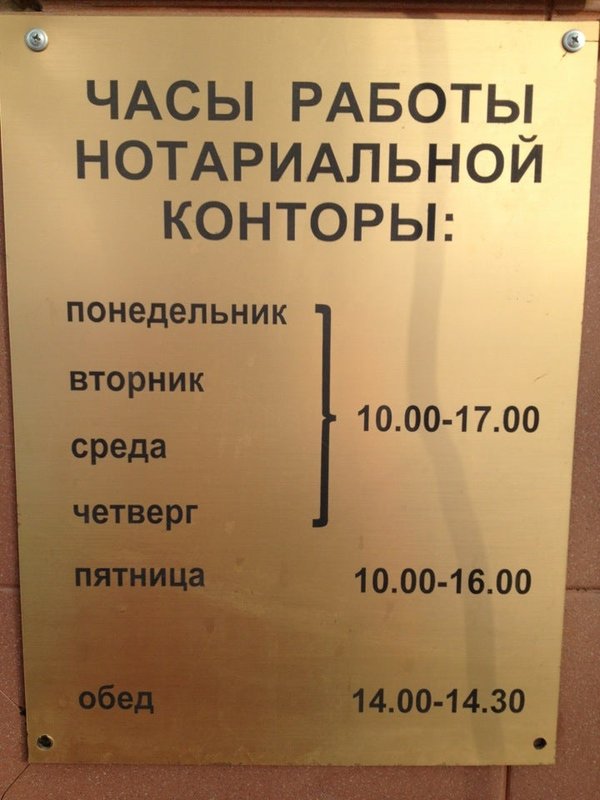 ЧАСЫ РАБОТЫ
НОТАРИАЛЬНОЙ
КОНТОРЫ:
понедельник
вторник
среда
четверг
10.00-17.00
пятница 10.00-16.00
обед 14.00-14.30